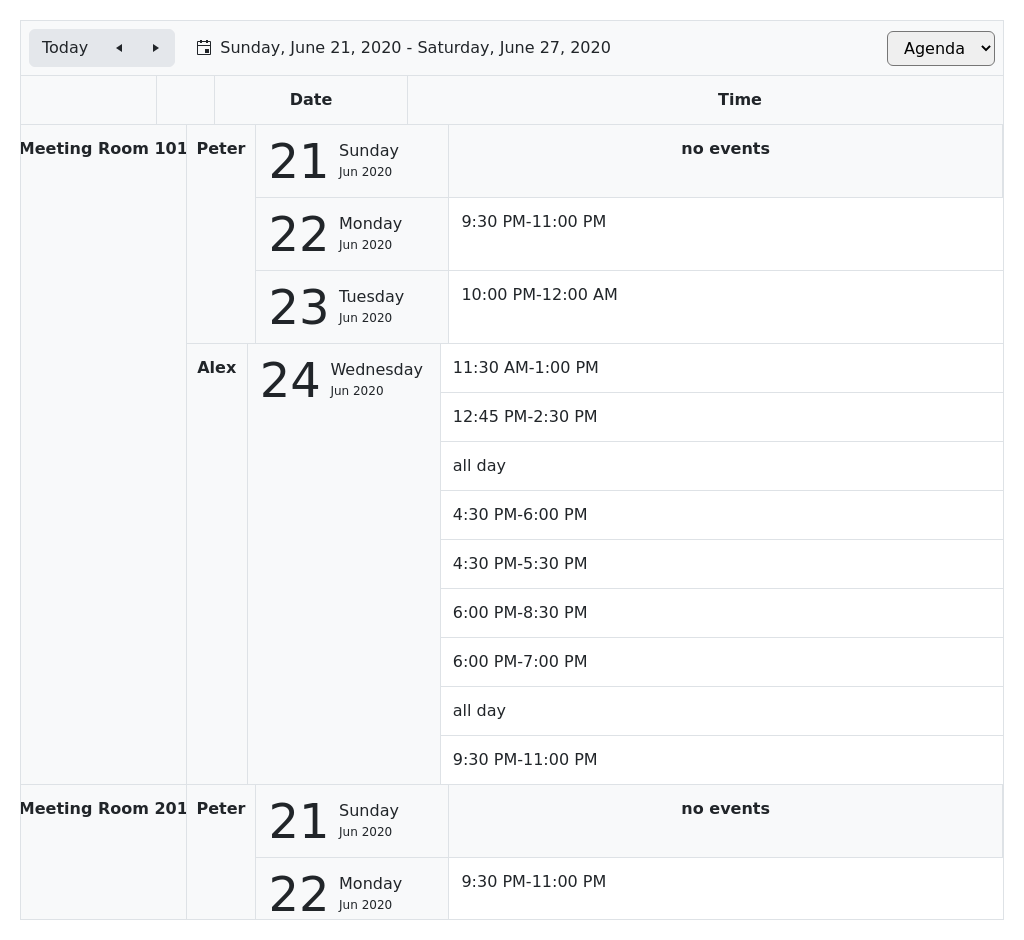 Today
Sunday, June 21, 2020 - Saturday, June 27, 2020
Agenda
Date
Time
Meeting Room 101
Peter
21
Sunday
Jun 2020
no events
22
Monday
Jun 2020
9:30 PM-11:00 PM
23
Tuesday
Jun 2020
10:00 PM-12:00 AM
Alex
24
Wednesday
Jun 2020
11:30 AM-1:00 PM
12:45 PM-2:30 PM
all day
4:30 PM-6:00 PM
4:30 PM-5:30 PM
6:00 PM-8:30 PM
6:00 PM-7:00 PM
all day
9:30 PM-11:00 PM
Meeting Room 201
Peter
21
Sunday
Jun 2020
no events
22
Monday
Jun 2020
9:30 PM-11:00 PM